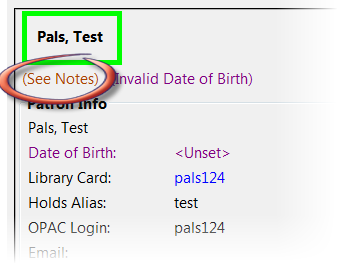 Pals, Test
(See Notes) (Invalid Date of Birth)
Patron Info
Pals, Test
Date of Birth: <Unset>
Library Card: pals124
Holds Alias: test
OPAC Login: pals124
Email: